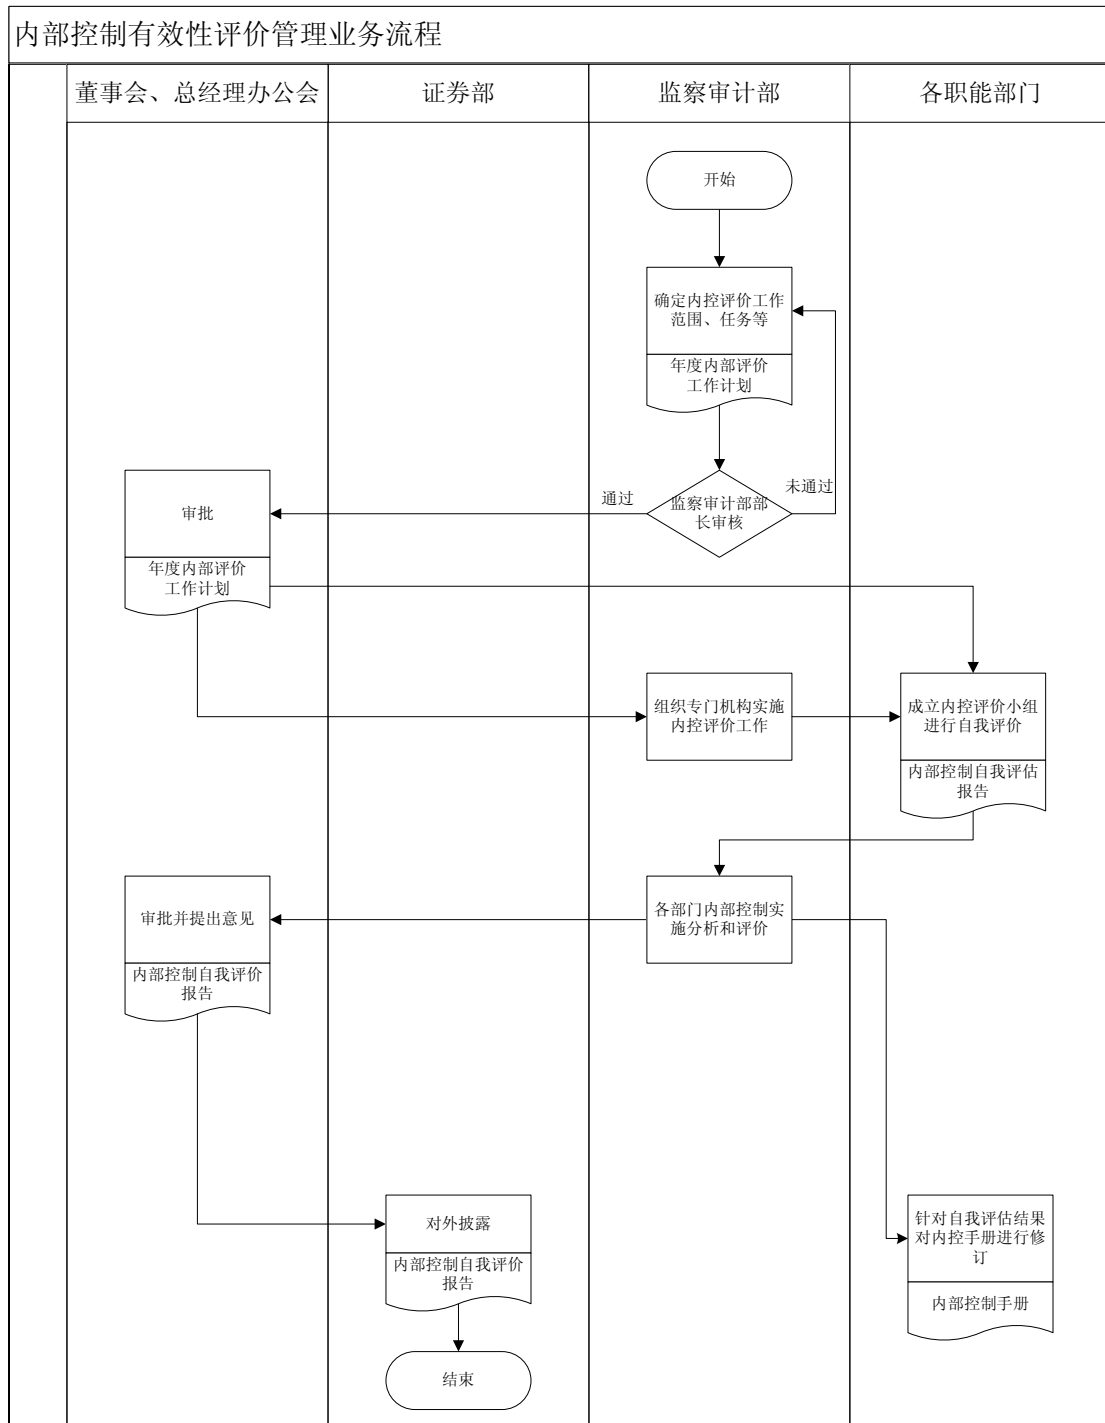 内部控制有效性评价管理业务流程
董事会、总经理办公会
证券部
监察审计部
各职能部门
开始
确定内控评价工作
范围、任务等
年度内部评价
工作计划
通过
监察审计部部
长审核
未通过
审批
年度内部评价
工作计划
组织专门机构实施
内控评价工作
成立内控评价小组
进行自我评价
内部控制自我评估
报告
审批并提出意见
内部控制自我评价
报告
各部门内部控制实
施分析和评价
对外披露
内部控制自我评价
报告
针对自我评估结果
对内控手册进行修
订
内部控制手册
结束